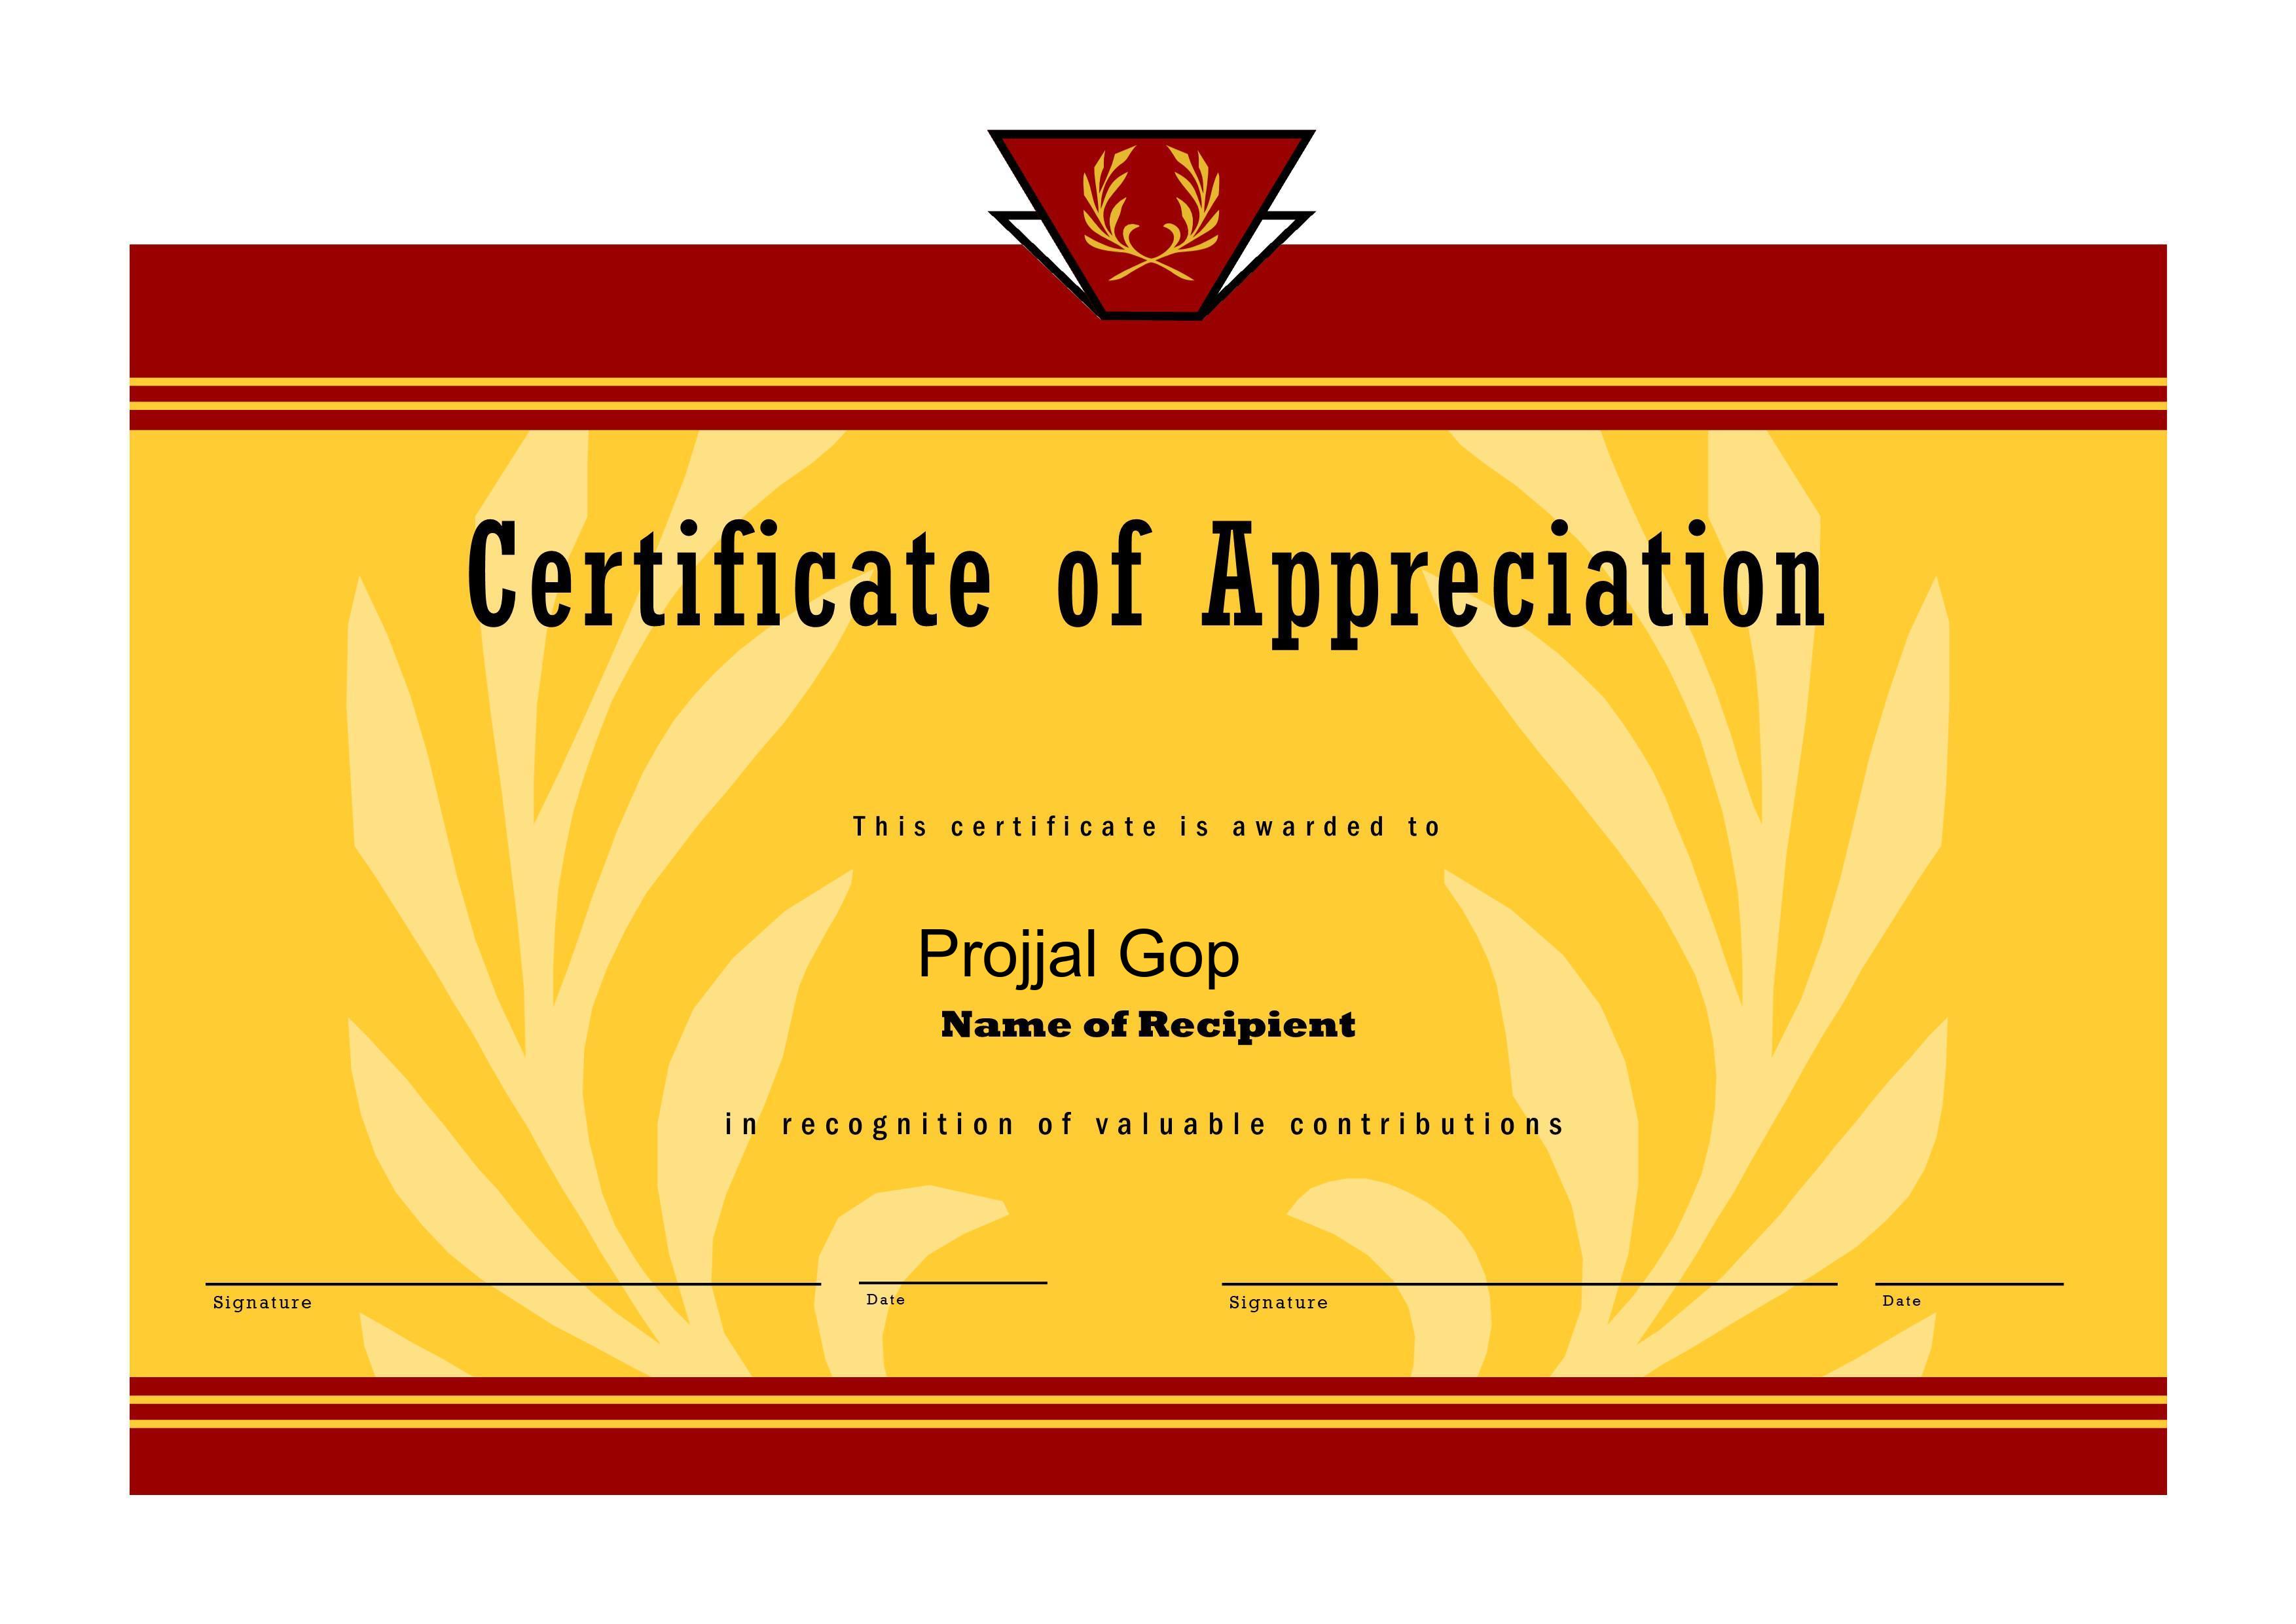 Certificate of Appreciation
This certificate is awarded to
Projjal Gop
Name of Recipient
in recognition of valuable contributions
Signature Date Signature Date